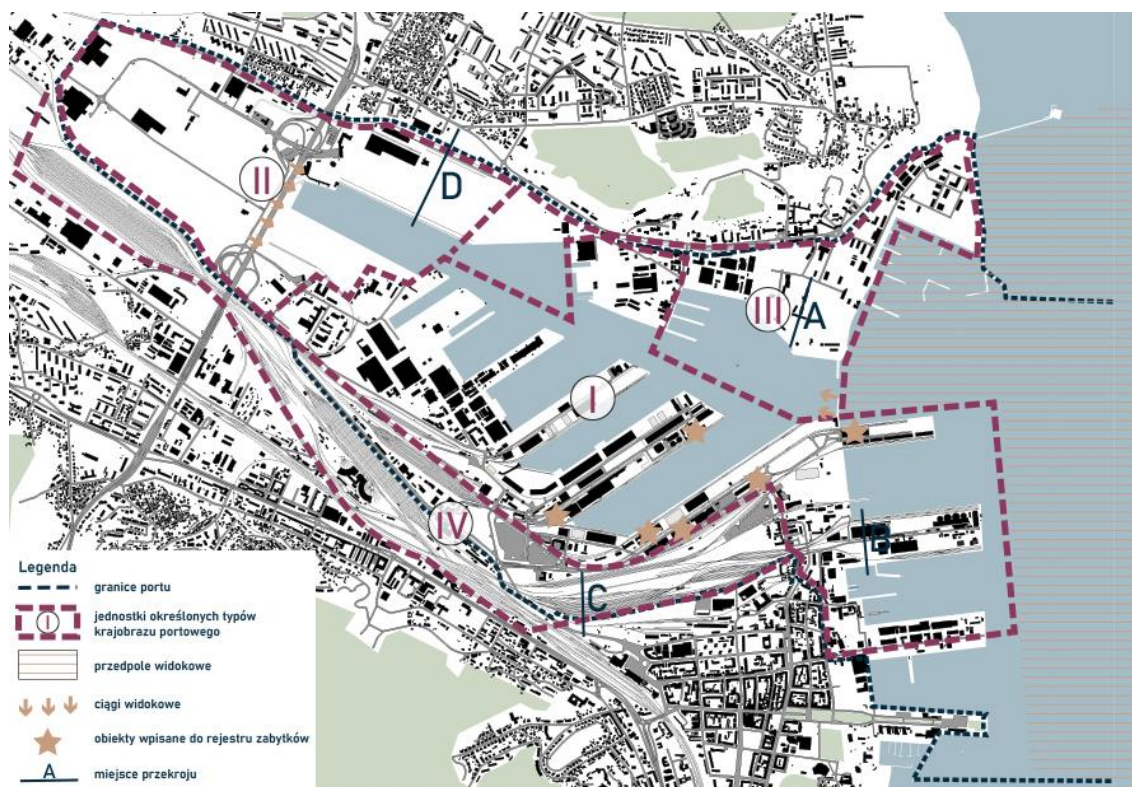 II
D
III
A
I
IV
B
C
Legenda
granice portu
I
jednostki określonych typów
krajobrazu portowego
przedpole widokowe
ciągi widokowe
obiekty wpisane do rejestru zabytków
A
miejsce przekroju